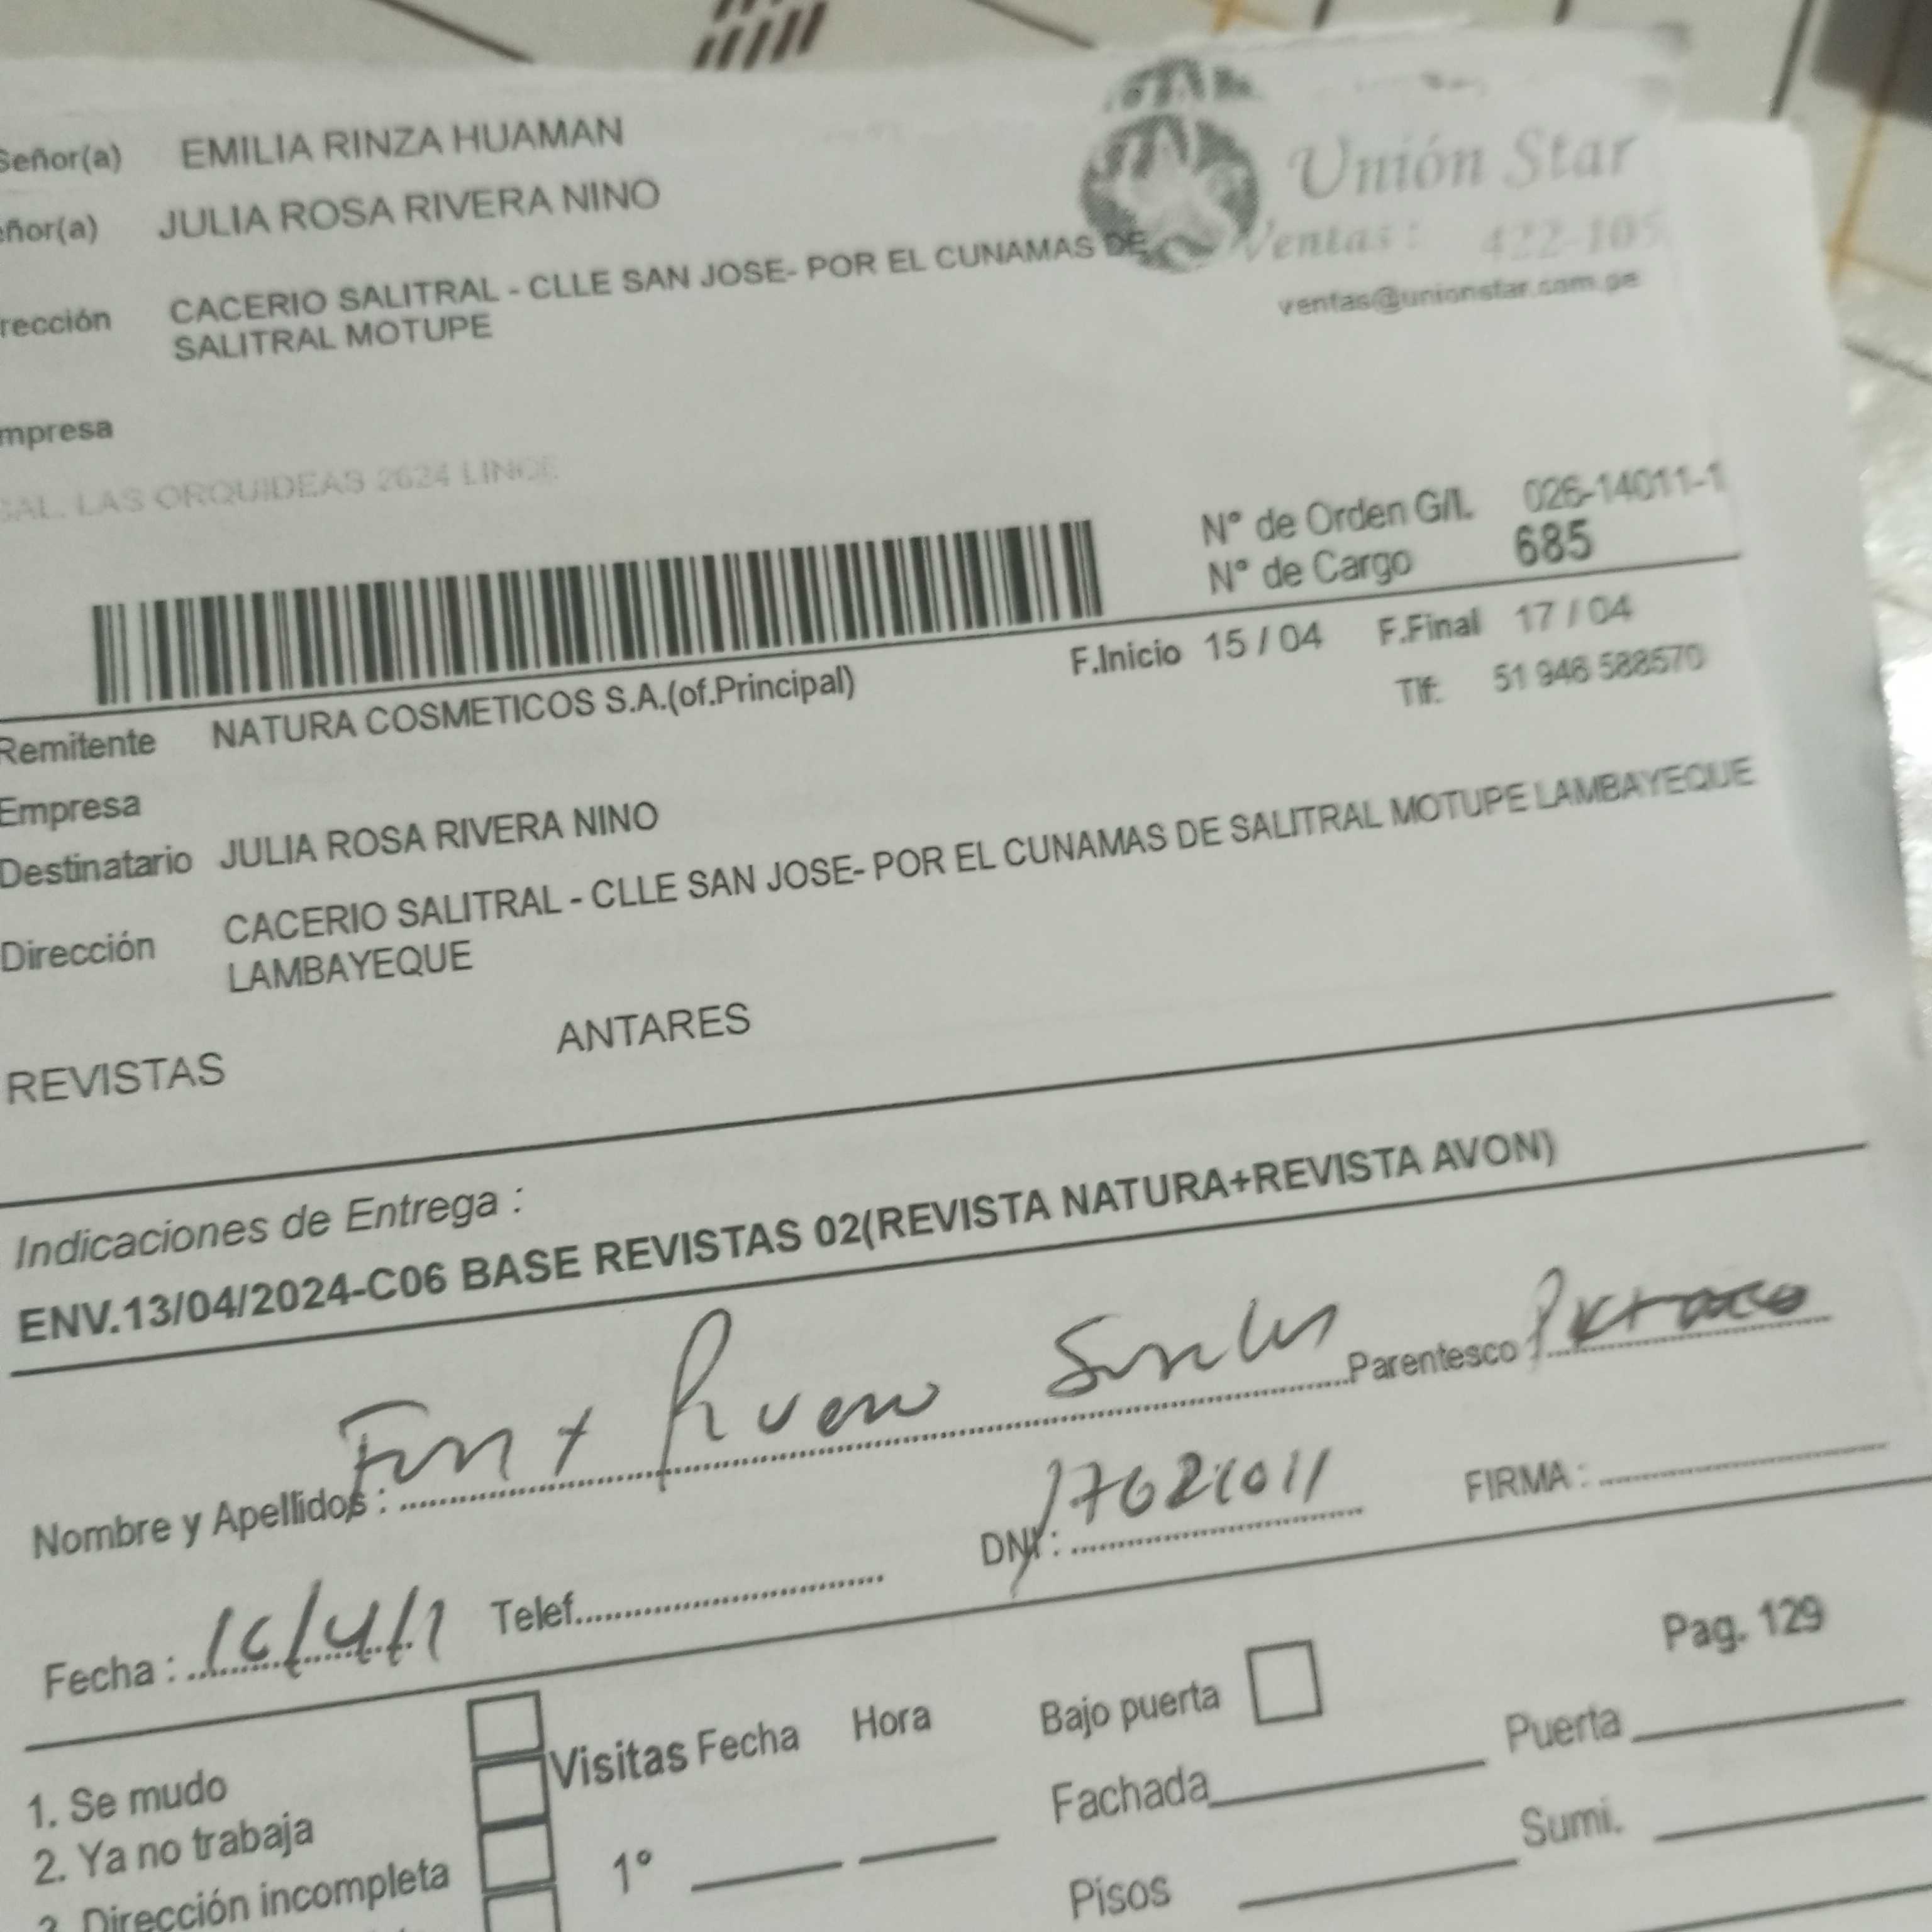 Señor(a) EMILIA RINZA HUAMAN
eñor(a) JULIA ROSA RIVERA NINO
rección CACERIO SALITRAL - CLLE SAN JOSE- POR EL CUNAMAS DE
SALITRAL MOTUPE
Unión Star
Ventas: 422-105
ventas@unionstar.com.pe
mpresa
CAL. LAS ORQUIDEAS 2624 LINCE
N° de Orden G/I. 026-14011-1
N° de Cargo 685
F.Inicio 15 / 04 F.Final 17 / 04
Remitente NATURA COSMETICOS S.A.(of.Principal)
Tlf: 51 946 588570
Empresa
Destinatario JULIA ROSA RIVERA NINO
Dirección CACERIO SALITRAL - CLLE SAN JOSE- POR EL CUNAMAS DE SALITRAL MOTUPE LAMBAYEQUE
LAMBAYEQUE
REVISTAS ANTARES
Indicaciones de Entrega :
ENV.13/04/2024-C06 BASE REVISTAS 02(REVISTA NATURA+REVISTA AVON)
Nombre y Apellidos : Parentesco
Fecha : Telef. DNI : 17621011 FIRMA :
Pag. 129
1. Se mudo
2. Ya no trabaja
3. Dirección incompleta
Visitas Fecha Hora
1°
Bajo puerta
Fachada Puerta
Pisos Sumi.